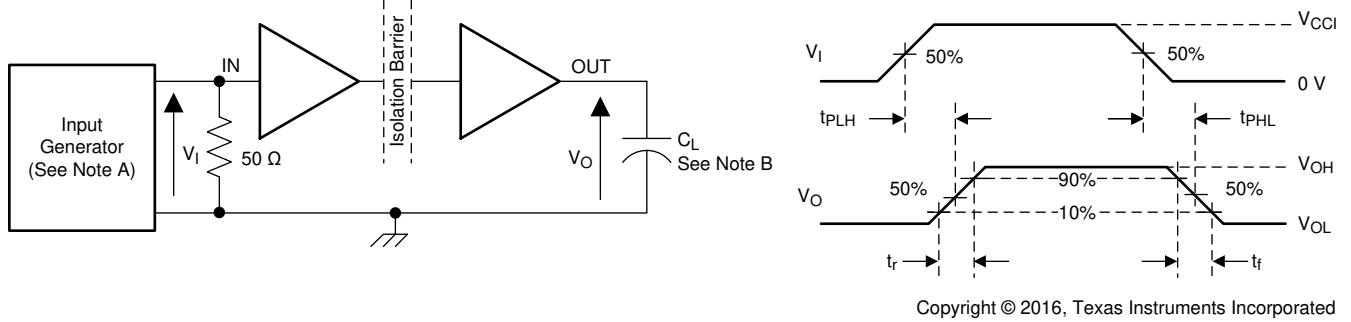 Input
Generator
(See Note A)
V_I
50 Ω
IN
Isolation Barrier
OUT
V_O
C_L
See Note B
V_I
50%
50%
V_CCI
0 V
t_PLH
t_PHL
V_O
50%
90%
10%
50%
V_OH
V_OL
t_r
t_f
Copyright © 2016, Texas Instruments Incorporated